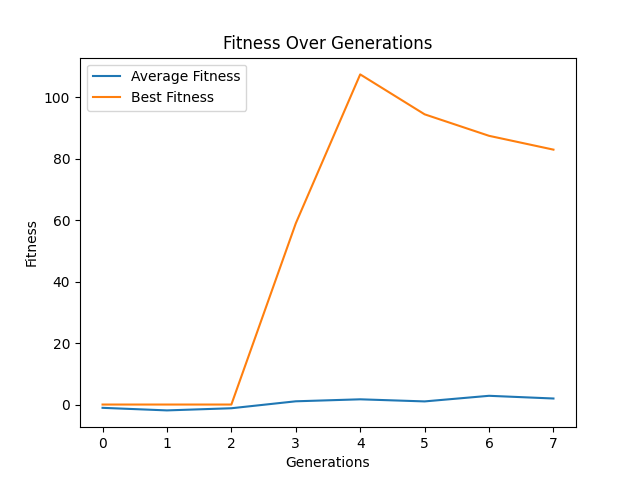 Fitness Over Generations
Average Fitness
Best Fitness
100
80
60
40
20
0
Fitness
0 1 2 3 4 5 6 7
Generations